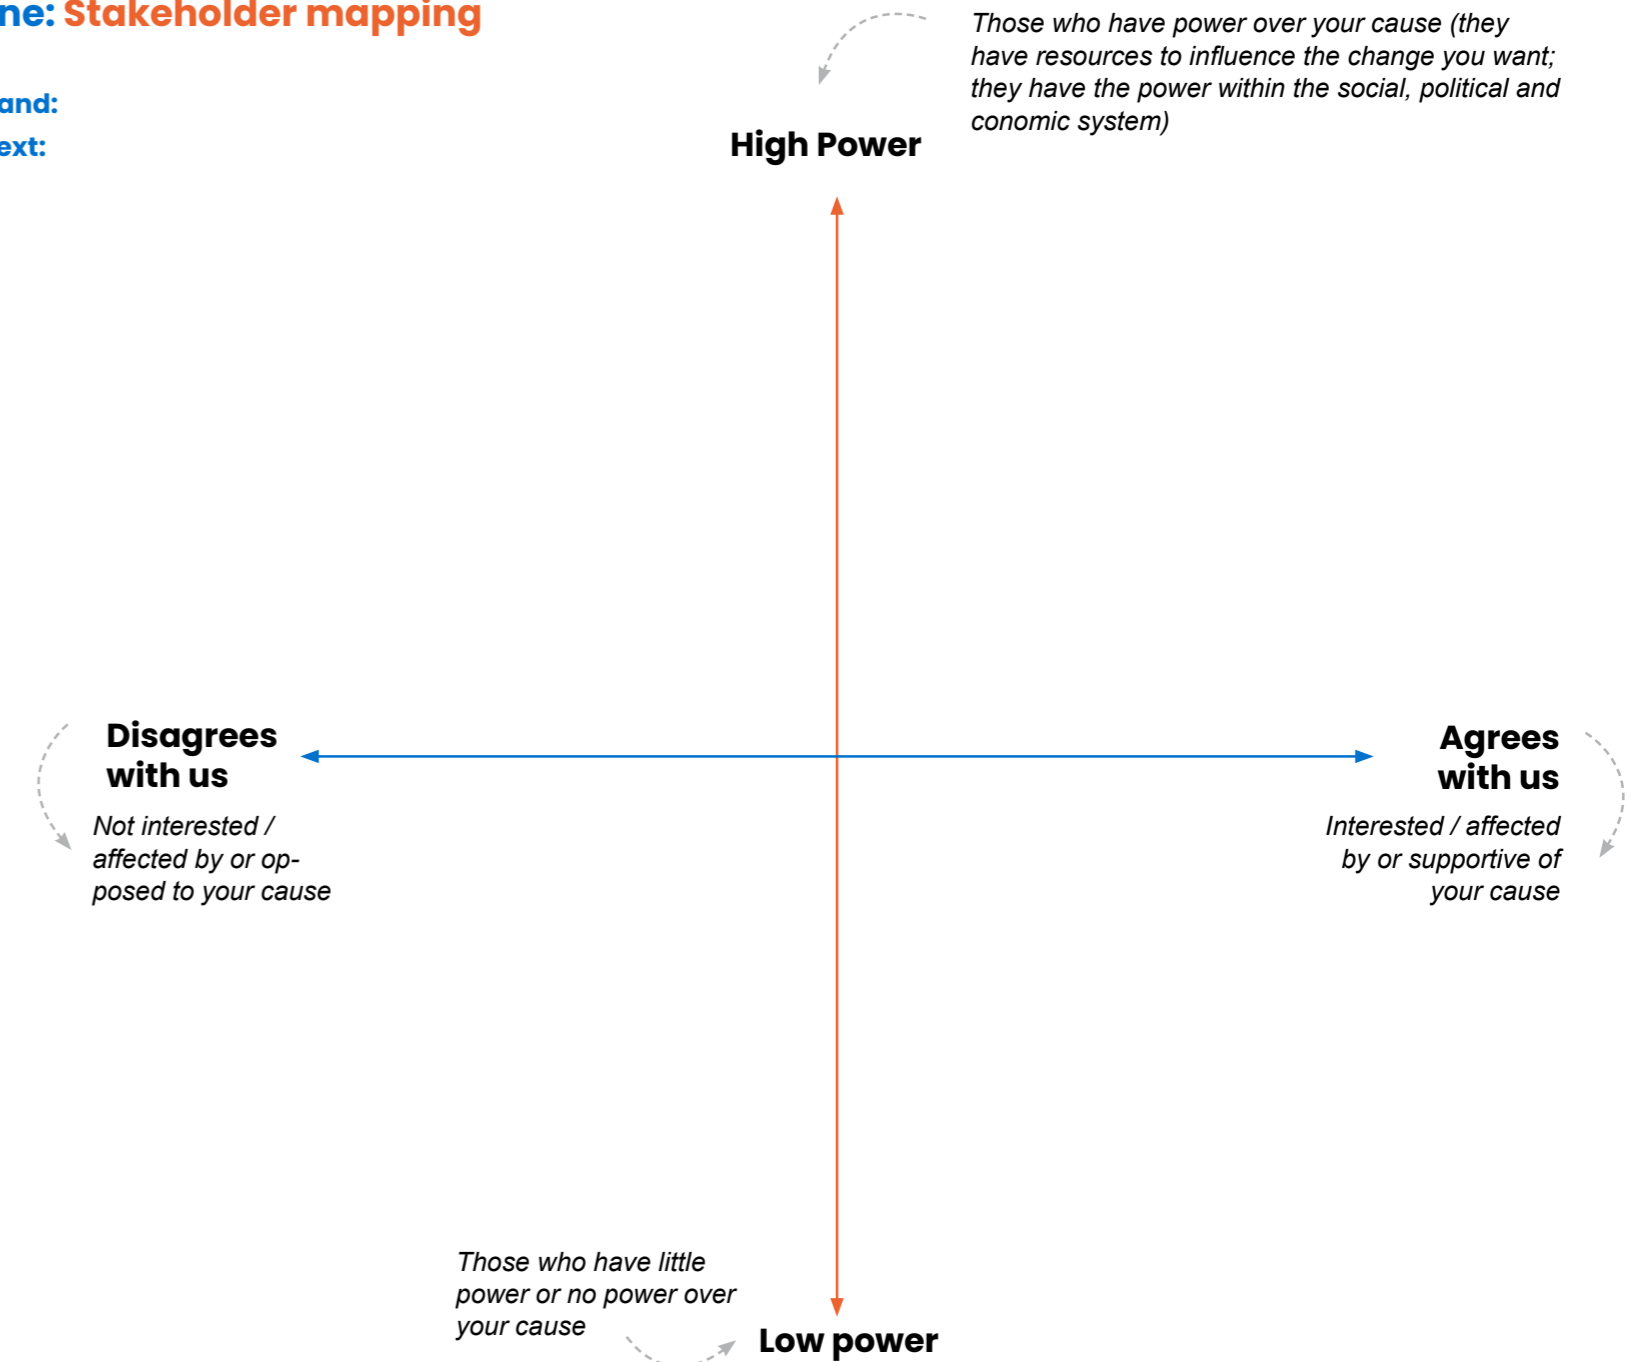 ne: Stakeholder mapping
and:
ext:
Those who have power over your cause (they
have resources to influence the change you want;
they have the power within the social, political and
conomic system)
High Power
Disagrees
with us
Not interested /
affected by or op-
posed to your cause
Agrees
with us
Interested / affected
by or supportive of
your cause
Those who have little
power or no power over
your cause
Low power